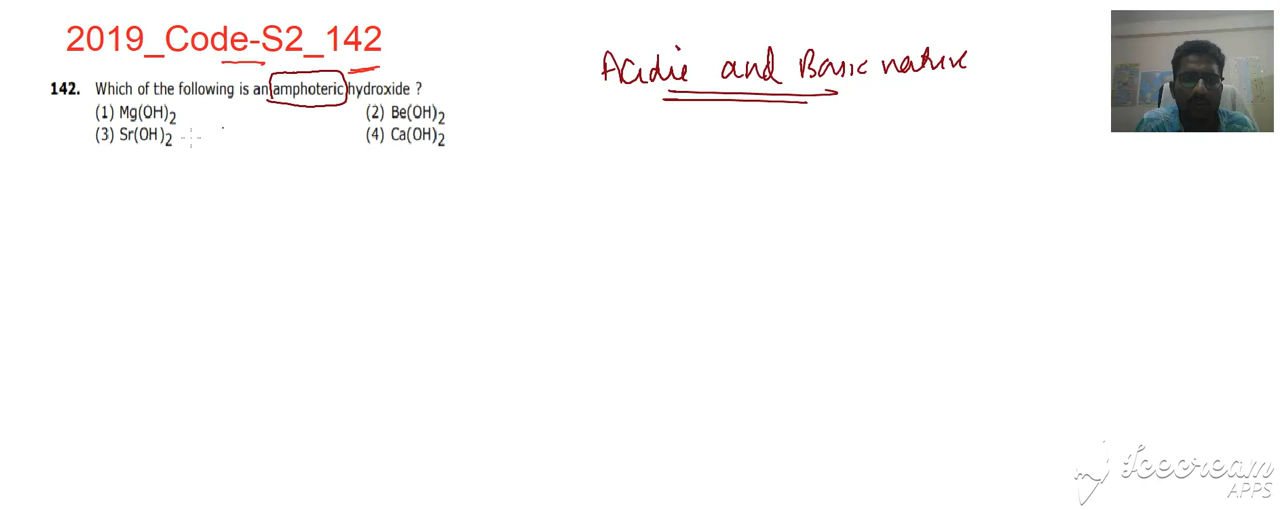 2019_Code-S2_142
Acidic and Basic nature
142. Which of the following is an amphoteric hydroxide ?
(1) Mg(OH)2 (2) Be(OH)2
(3) Sr(OH)2 (4) Ca(OH)2
Icecream
APPS